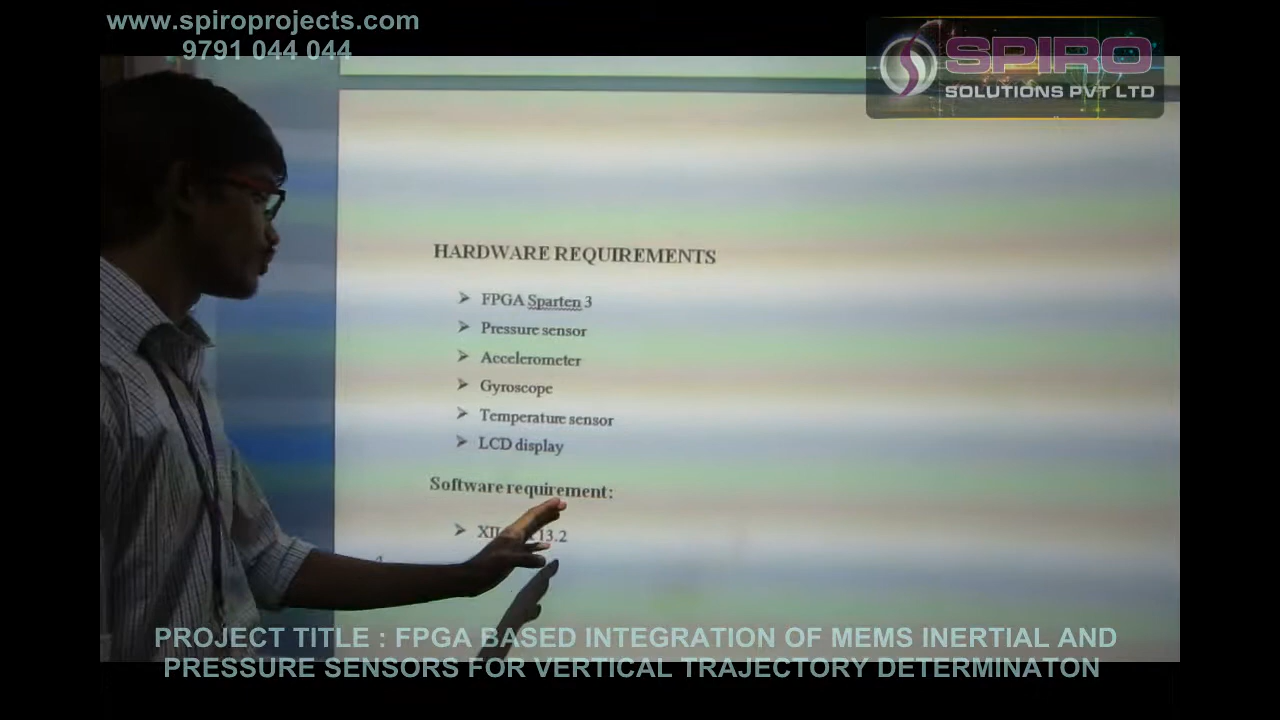 www.spiroprojects.com
9791 044 044
SPIRO
SOLUTIONS PVT LTD
HARDWARE REQUIREMENTS
➢ FPGA Sparten 3
➢ Pressure sensor
➢ Accelerometer
➢ Gyroscope
➢ Temperature sensor
➢ LCD display
Software requirement:
➢ 13.2
PROJECT TITLE : FPGA BASED INTEGRATION OF MEMS INERTIAL AND
PRESSURE SENSORS FOR VERTICAL TRAJECTORY DETERMINATON